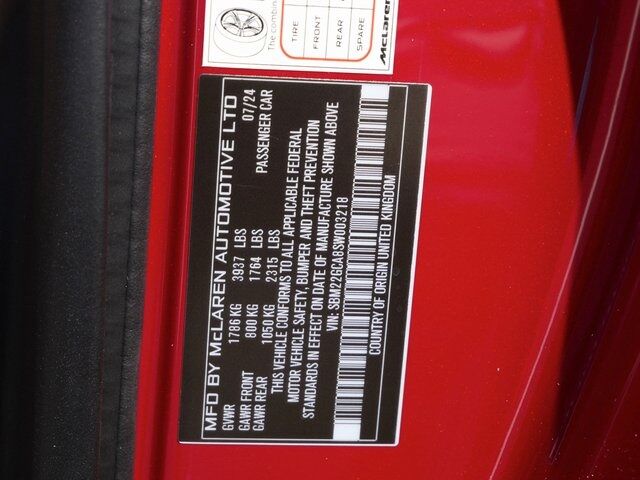 The combin
TIRE
FRONT
REAR
SPARE
McLaren
MFD BY McLAREN AUTOMOTIVE LTD
GVWR 1786 KG 3937 LBS 07/24
GAWR FRONT 800 KG 1764 LBS PASSENGER CAR
GAWR REAR 1050 KG 2315 LBS
THIS VEHICLE CONFORMS TO ALL APPLICABLE FEDERAL
MOTOR VEHICLE SAFETY, BUMPER AND THEFT PREVENTION
STANDARDS IN EFFECT ON DATE OF MANUFACTURE SHOWN ABOVE
VIN: SBM22GCA8SW003218
COUNTRY OF ORIGIN UNITED KINGDOM